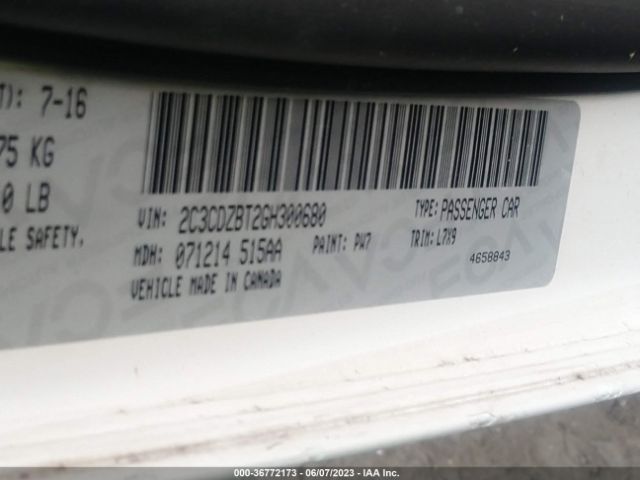 T): 7-16
75 KG
0 LB
LE SAFETY,
VIN: 2C3CDZBT2GH300680
TYPE: PASSENGER CAR
MDH: 071214 515AA
PAINT: PW7
TRIM: L7X9
VEHICLE MADE IN CANADA
4658843
000-36772173 - 06/07/2023 - IAA Inc.